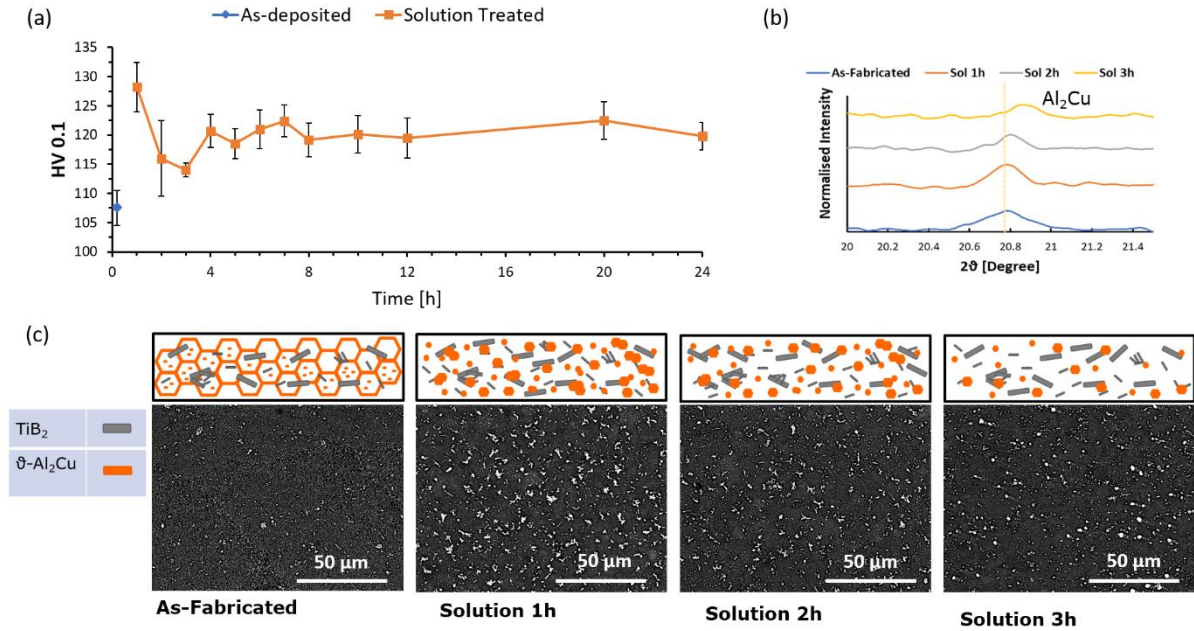 (a)
As-deposited
Solution Treated
135
130
125
120
115
110
105
100
HV 0.1
0
4
8
12
16
20
24
Time [h]
(b)
As-Fabricated
Sol 1h
Sol 2h
Sol 3h
Al₂Cu
Normalised Intensity
20
20.2
20.4
20.6
20.8
21
21.2
21.4
2ϑ [Degree]
(c)
TiB₂
ϑ-Al₂Cu
50 µm
50 µm
50 µm
50 µm
As-Fabricated
Solution 1h
Solution 2h
Solution 3h